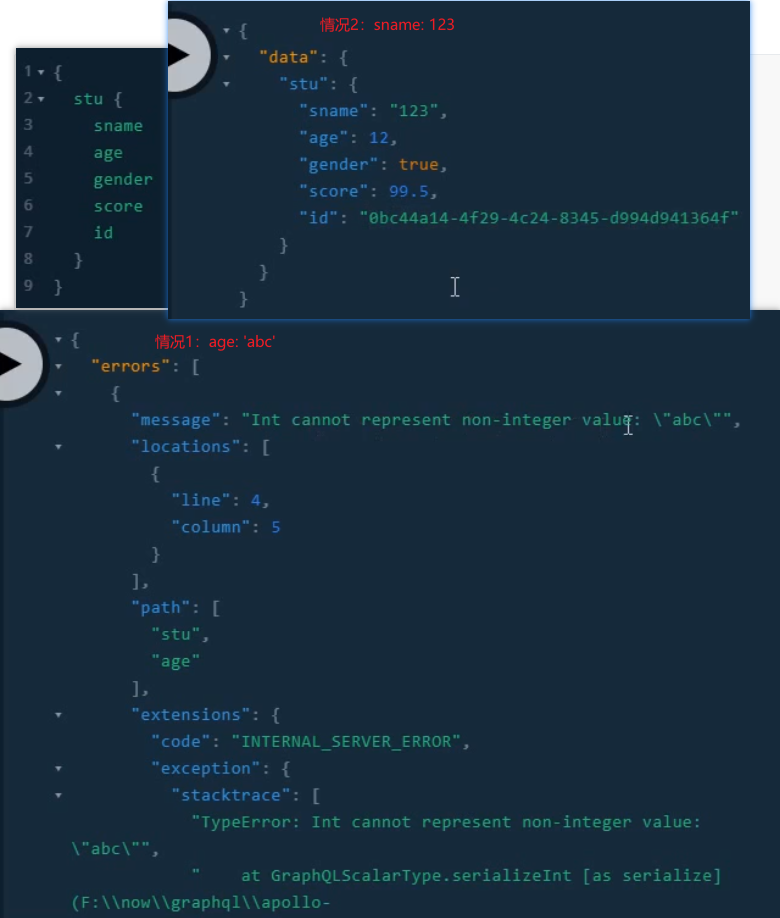 1 {
2 stu {
3 sname
4 age
5 gender
6 score
7 id
8 }
9 }
情况2：sname: 123
{
"data": {
"stu": {
"sname": "123",
"age": 12,
"gender": true,
"score": 99.5,
"id": "0bc44a14-4f29-4c24-8345-d994d941364f"
}
}
}
情况1：age: 'abc'
{
"errors": [
{
"message": "Int cannot represent non-integer value: \"abc\"",
"locations": [
{
"line": 4,
"column": 5
}
],
"path": [
"stu",
"age"
],
"extensions": {
"code": "INTERNAL_SERVER_ERROR",
"exception": {
"stacktrace": [
"TypeError: Int cannot represent non-integer value:
\"abc\"",
"    at GraphQLScalarType.serializeInt [as serialize]
(F:\\now\\graphql\\apollo-